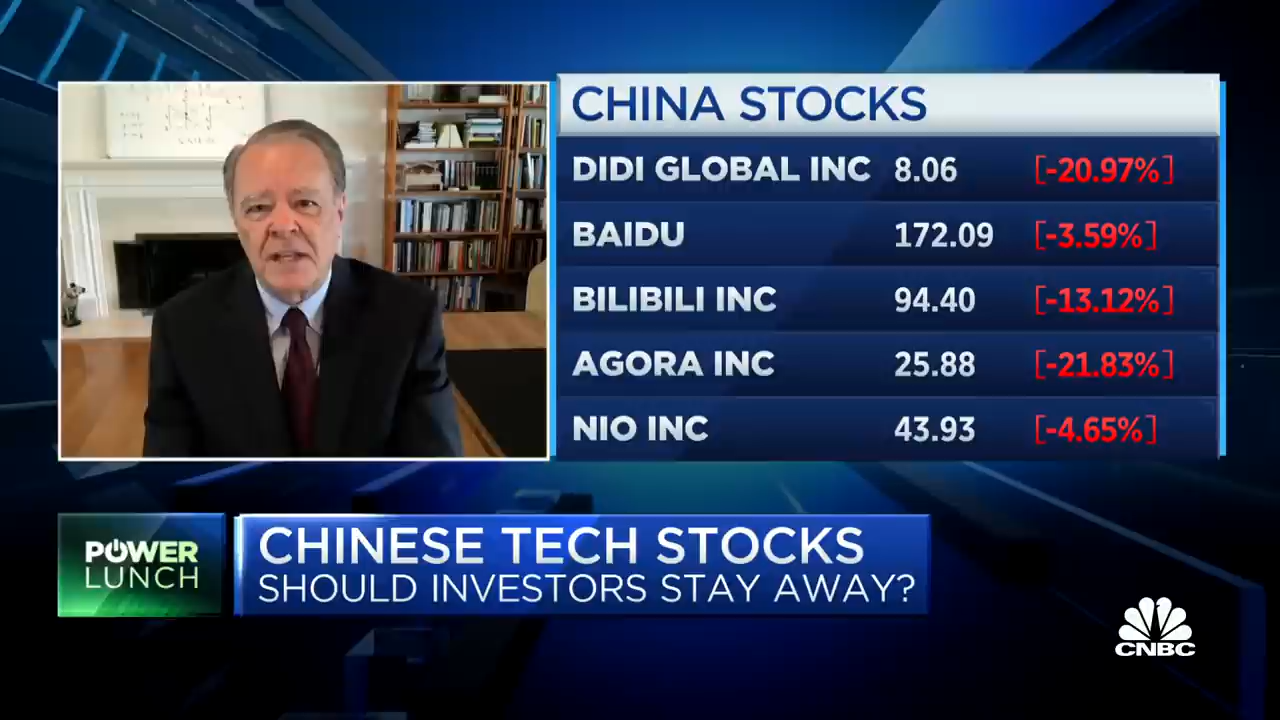 CHINA STOCKS
DIDI GLOBAL INC 8.06 [-20.97%]
BAIDU 172.09 [-3.59%]
BILIBILI INC 94.40 [-13.12%]
AGORA INC 25.88 [-21.83%]
NIO INC 43.93 [-4.65%]
POWER
LUNCH
CHINESE TECH STOCKS
SHOULD INVESTORS STAY AWAY?
CNBC